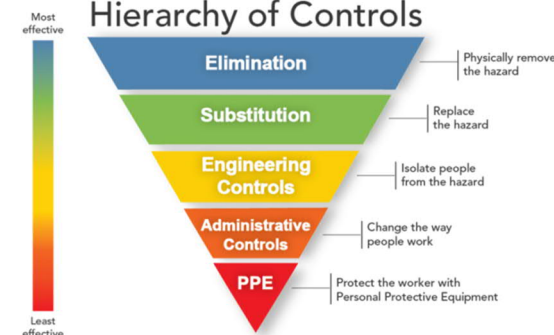 Hierarchy of Controls
Most
effective
Elimination
Physically remove
the hazard
Substitution
Replace
the hazard
Engineering
Controls
Isolate people
from the hazard
Administrative
Controls
Change the way
people work
PPE
Protect the worker with
Personal Protective Equipment
Least
effective